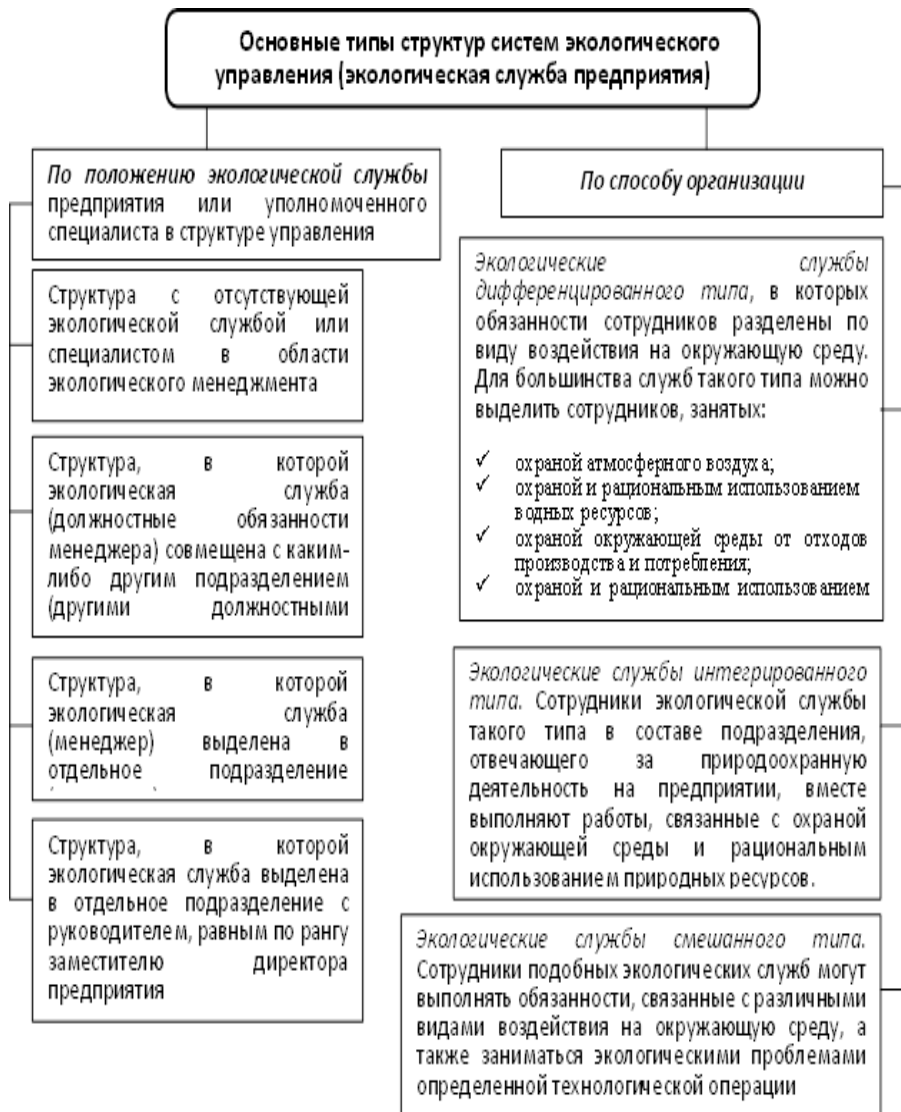 Основные типы структур систем экологического
управления (экологическая служба предприятия)
По положению экологической службы
предприятия или уполномоченного
специалиста в структуре управления
Структура с отсутствующей
экологической службой или
специалистом в области
экологического менеджмента
Структура, в которой
экологическая служба
(должностные обязанности
менеджера) совмещена с каким-
либо другим подразделением
(другими должностными
Структура, в которой
экологическая служба
(менеджер) выделена в
отдельное подразделение
Структура, в которой
экологическая служба выделена
в отдельное подразделение с
руководителем, равным по рангу
заместителю директора
предприятия
По способу организации
Экологические службы
дифференцированного типа, в которых
обязанности сотрудников разделены по
виду воздействия на окружающую среду.
Для большинства служб такого типа можно
выделить сотрудников, занятых:
✓ охраной атмосферного воздуха;
✓ охраной и рациональным использованием
водных ресурсов;
✓ охраной окружающей среды от отходов
производства и потребления;
✓ охраной и рациональным использованием
Экологические службы интегрированного
типа. Сотрудники экологической службы
такого типа в составе подразделения,
отвечающего за природоохранную
деятельность на предприятии, вместе
выполняют работы, связанные с охраной
окружающей среды и рациональным
использованием природных ресурсов.
Экологические службы смешанного типа.
Сотрудники подобных экологических служб могут
выполнять обязанности, связанные с различными
видами воздействия на окружающую среду, а
также заниматься экологическими проблемами
определенной технологической операции